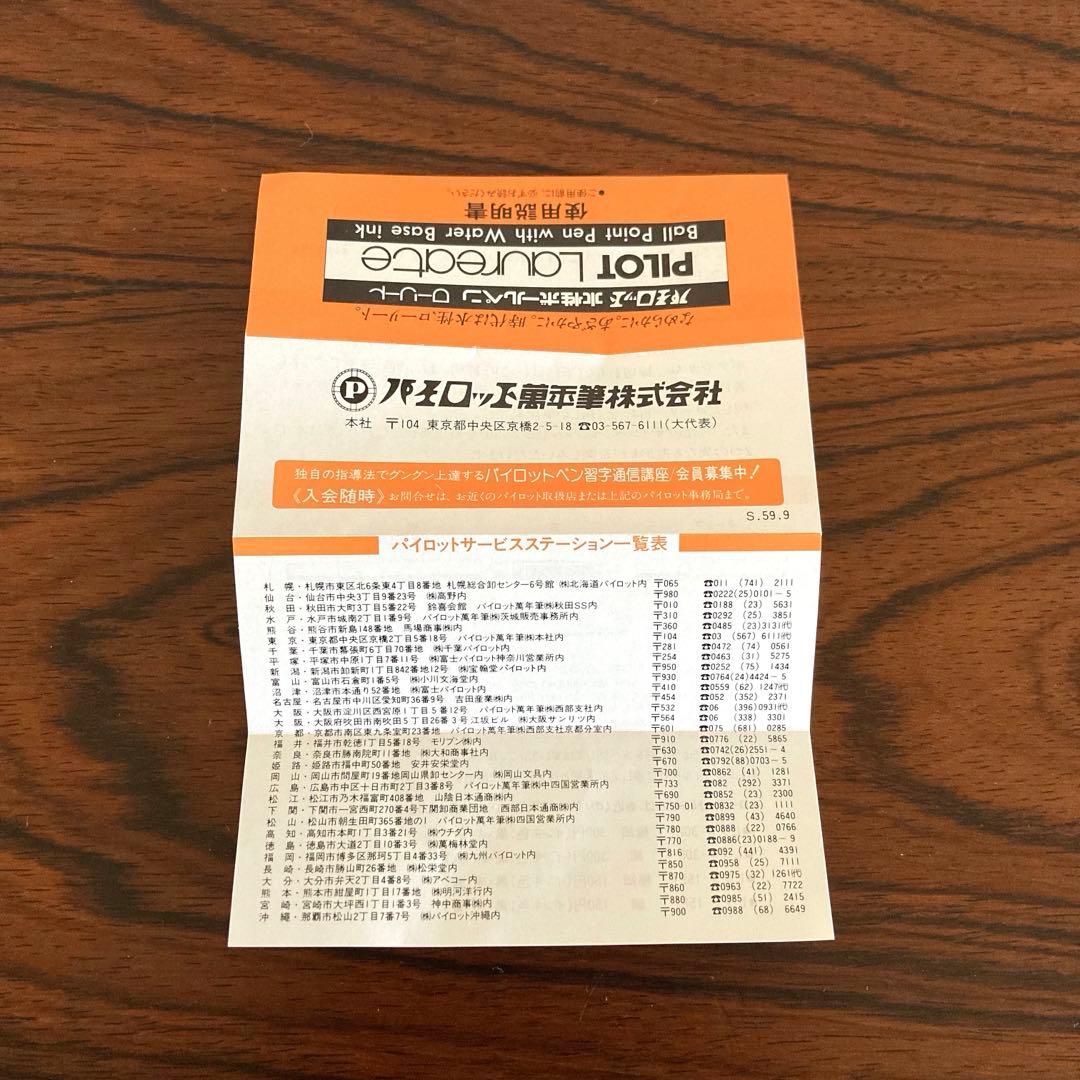 ●ご使用前に、必ずお読みください。
使用説明書
Ball Point Pen with Water Base ink
PILOT Laureate
パイロット水性ボールペン ローリート
なめらかに。あざやかに。時代は水性、ローリート。
P パイロット萬年筆株式会社
本社 〒104 東京都中央区京橋2-5-18 ☎03-567-6111(大代表)
独自の指導法でグングン上達するパイロットペン習字通信講座/会員募集中!
《入会随時》お問合せは、お近くのパイロット取扱店または上記のパイロット事務局まで。
S.59.9
パイロットサービスステーション一覧表
札 幌・札幌市東区北6条東4丁目8番地 札幌総合卸センター6号館 ㈱北海道パイロット内 〒065 ☎011 (741) 2111
仙 台・仙台市中央3丁目9番23号 ㈱高野内 〒980 ☎0222(25)0101-5
秋 田・秋田市大町3丁目5番22号 鈴喜会館 パイロット萬年筆㈱秋田SS内 〒010 ☎0188 (23) 5631
水 戸・水戸市城南2丁目1番9号 パイロット萬年筆㈱茨城販売事務所内 〒310 ☎0292 (25) 3851
熊 谷・熊谷市新島148番地 馬場商事㈱内 〒360 ☎0485 (23)3131代
東 京・東京都中央区京橋2丁目5番18号 パイロット萬年筆㈱本社内 〒104 ☎03 (567) 6111代
千 葉・千葉市幕張町6丁目70番地 ㈱千葉パイロット内 〒281 ☎0472 (74) 0561
平 塚・平塚市中原1丁目7番11号 ㈱富士パイロット神奈川営業所内 〒254 ☎0463 (31) 5275
新 潟・新潟市卸新町1丁目842番地12号 ㈱宝翰堂パイロット内 〒950 ☎0252 (75) 1434
富 山・富山市石倉町1番5号 ㈱小川文海堂内 〒930 ☎0764(24)4424-5
沼 津・沼津市本通り52番地 ㈱富士パイロット内 〒410 ☎0559 (62) 1247代
名古屋・名古屋市中川区愛知町36番9号 吉田産業㈱内 〒454 ☎052 (352) 2371
大 阪・大阪市淀川区西宮原1丁目5番12号 パイロット萬年筆㈱西部支社内 〒532 ☎06 (396)0931代
大 阪・大阪府吹田市南吹田5丁目26番3号江坂ビル ㈱大阪サンリツ内 〒564 ☎06 (338) 3301
京 都・京都市南区東九条室町23番地 パイロット萬年筆㈱西部支社京都分室内 〒601 ☎075 (681) 0285
福 井・福井市乾徳1丁目5番18号 モリブン㈱内 〒910 ☎0776 (22) 5865
奈 良・奈良市勝南院町11番地 ㈱大和商事社内 〒630 ☎0742(26)2551-4
姫 路・姫路市福中町50番地 安井安栄堂内 〒670 ☎0792(88)0703-5
岡 山・岡山市問屋町19番地岡山県卸センター内 ㈱岡山文具内 〒700 ☎0862 (41) 1281
広 島・広島市中区十日市町2丁目3番8号 パイロット萬年筆㈱中四国営業所内 〒733 ☎082 (292) 3371
松 江・松江市乃木福富町408番地 山陰日本通商㈱内 〒690 ☎0852 (23) 2300
下 関・下関市一宮西町270番4号下関卸商業団地 西部日本通商㈱内 〒750-01 ☎0832 (23) 1111
松 山・松山市朝生田町365番地の1 パイロット萬年筆㈱四国営業所内 〒790 ☎0899 (43) 4640
高 知・高知市本町1丁目3番21号 ㈱ウチダ内 〒780 ☎0888 (22) 0766
徳 島・徳島市大道2丁目10番3号 ㈱萬梅林堂内 〒770 ☎0886(23)0188-9
福 岡・福岡市博多区那珂5丁目4番33号 ㈱九州パイロット内 〒816 ☎092 (441) 4391
長 崎・長崎市勝山町26番地 ㈱松栄堂内 〒850 ☎0958 (25) 7111
大 分・大分市弁天2丁目4番8号 ㈱アベコー内 〒870 ☎0975 (32) 1261代
熊 本・熊本市紺屋町1丁目17番地 ㈱明河洋行内 〒860 ☎0963 (22) 7722
宮 崎・宮崎市大坪西1丁目1番3号 神中商事㈱内 〒880 ☎0985 (51) 2415
沖 縄・那覇市松山2丁目7番7号 ㈱パイロット沖縄内 〒900 ☎0988 (68) 6649